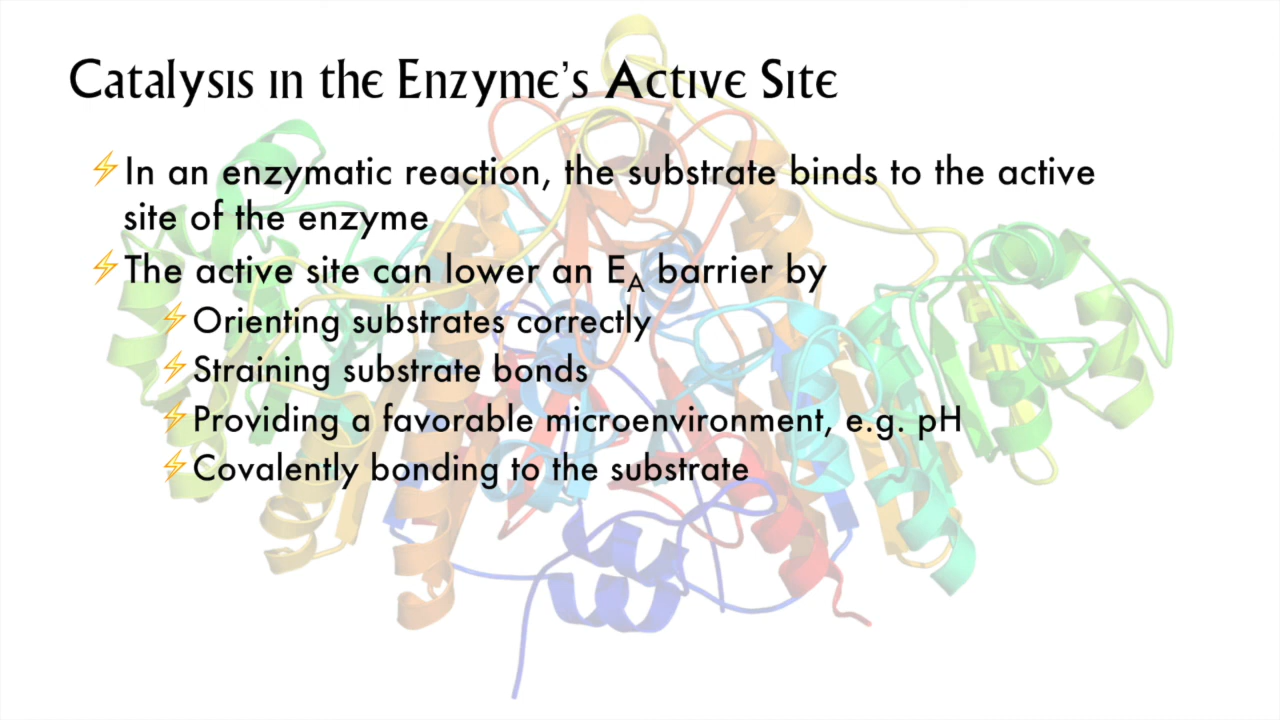 Catalysis in the Enzyme's Active Site
In an enzymatic reaction, the substrate binds to the active
site of the enzyme
The active site can lower an E_A barrier by
Orienting substrates correctly
Straining substrate bonds
Providing a favorable microenvironment, e.g. pH
Covalently bonding to the substrate